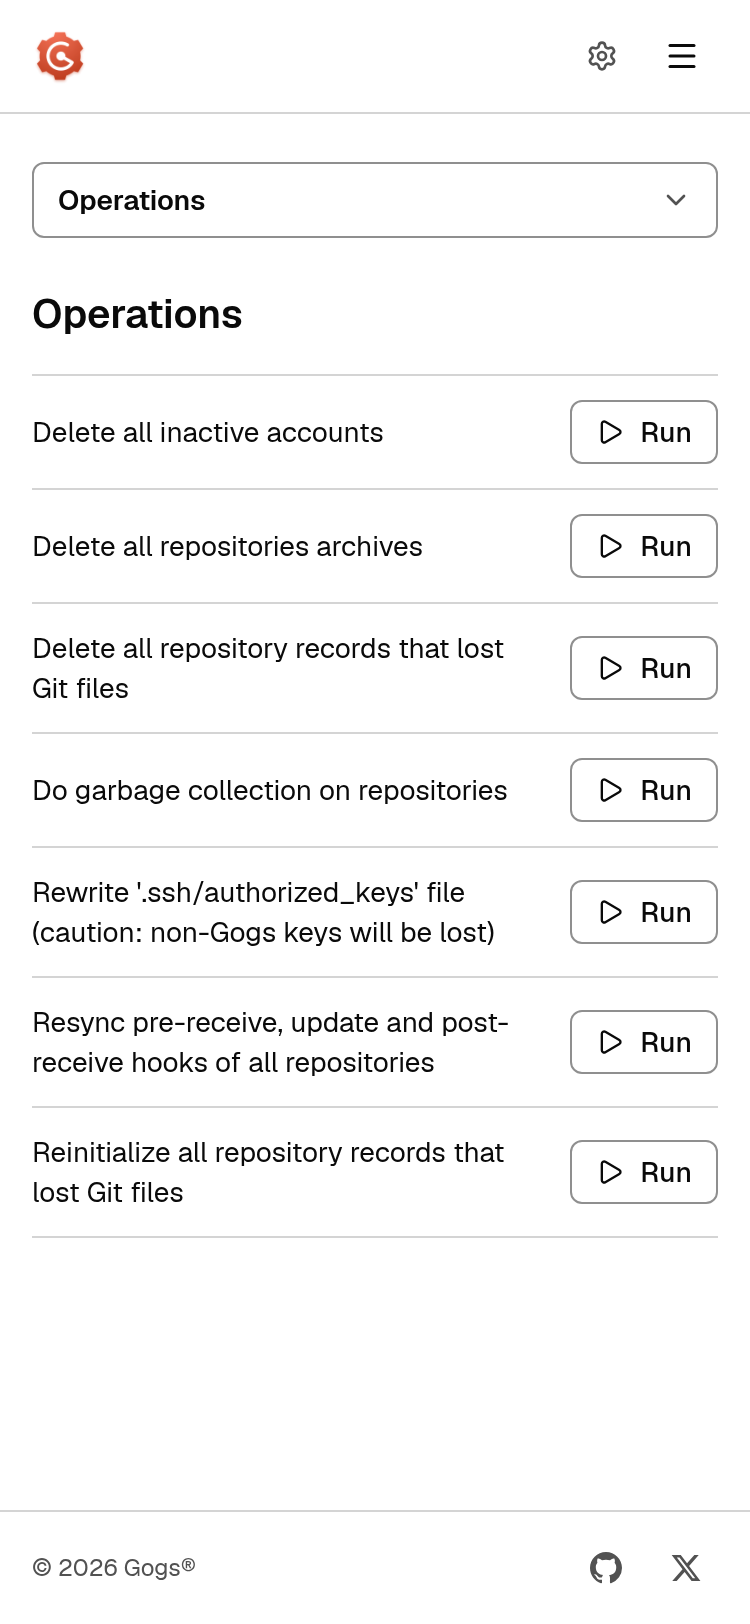 Operations
Operations
Delete all inactive accounts
Run
Delete all repositories archives
Run
Delete all repository records that lost
Git files
Run
Do garbage collection on repositories
Run
Rewrite '.ssh/authorized_keys' file
(caution: non-Gogs keys will be lost)
Run
Resync pre-receive, update and post-
receive hooks of all repositories
Run
Reinitialize all repository records that
lost Git files
Run
© 2026 Gogs®